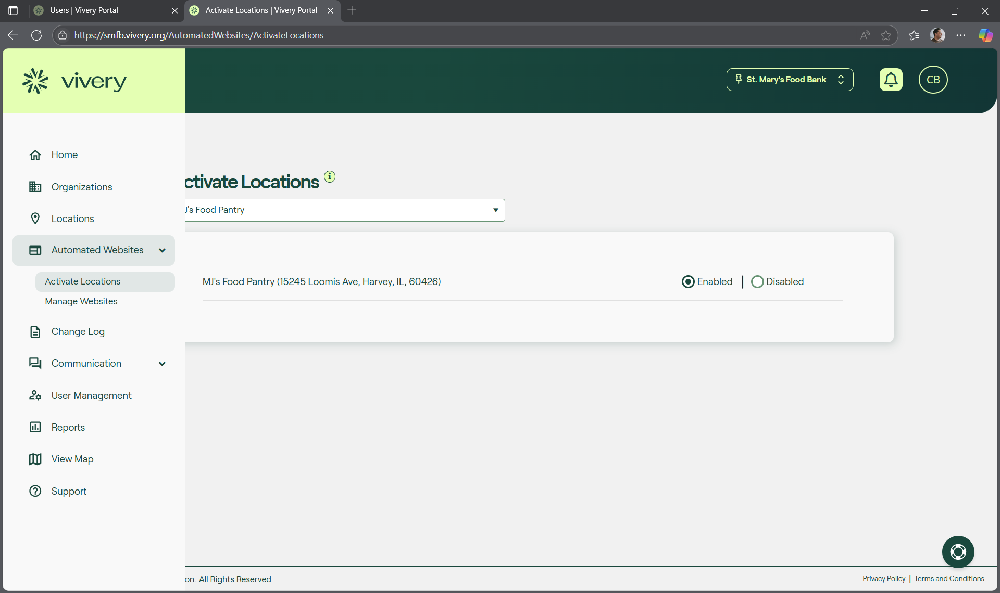 Users | Vivery Portal
Activate Locations | Vivery Portal
https://smfb.vivery.org/AutomatedWebsites/ActivateLocations
vivery
St. Mary's Food Bank
CB
Home
Organizations
Locations
Automated Websites
Activate Locations
Manage Websites
Change Log
Communication
User Management
Reports
View Map
Support
ctivate Locations
J's Food Pantry
MJ's Food Pantry (15245 Loomis Ave, Harvey, IL, 60426)
Enabled | Disabled
on. All Rights Reserved
Privacy Policy | Terms and Conditions